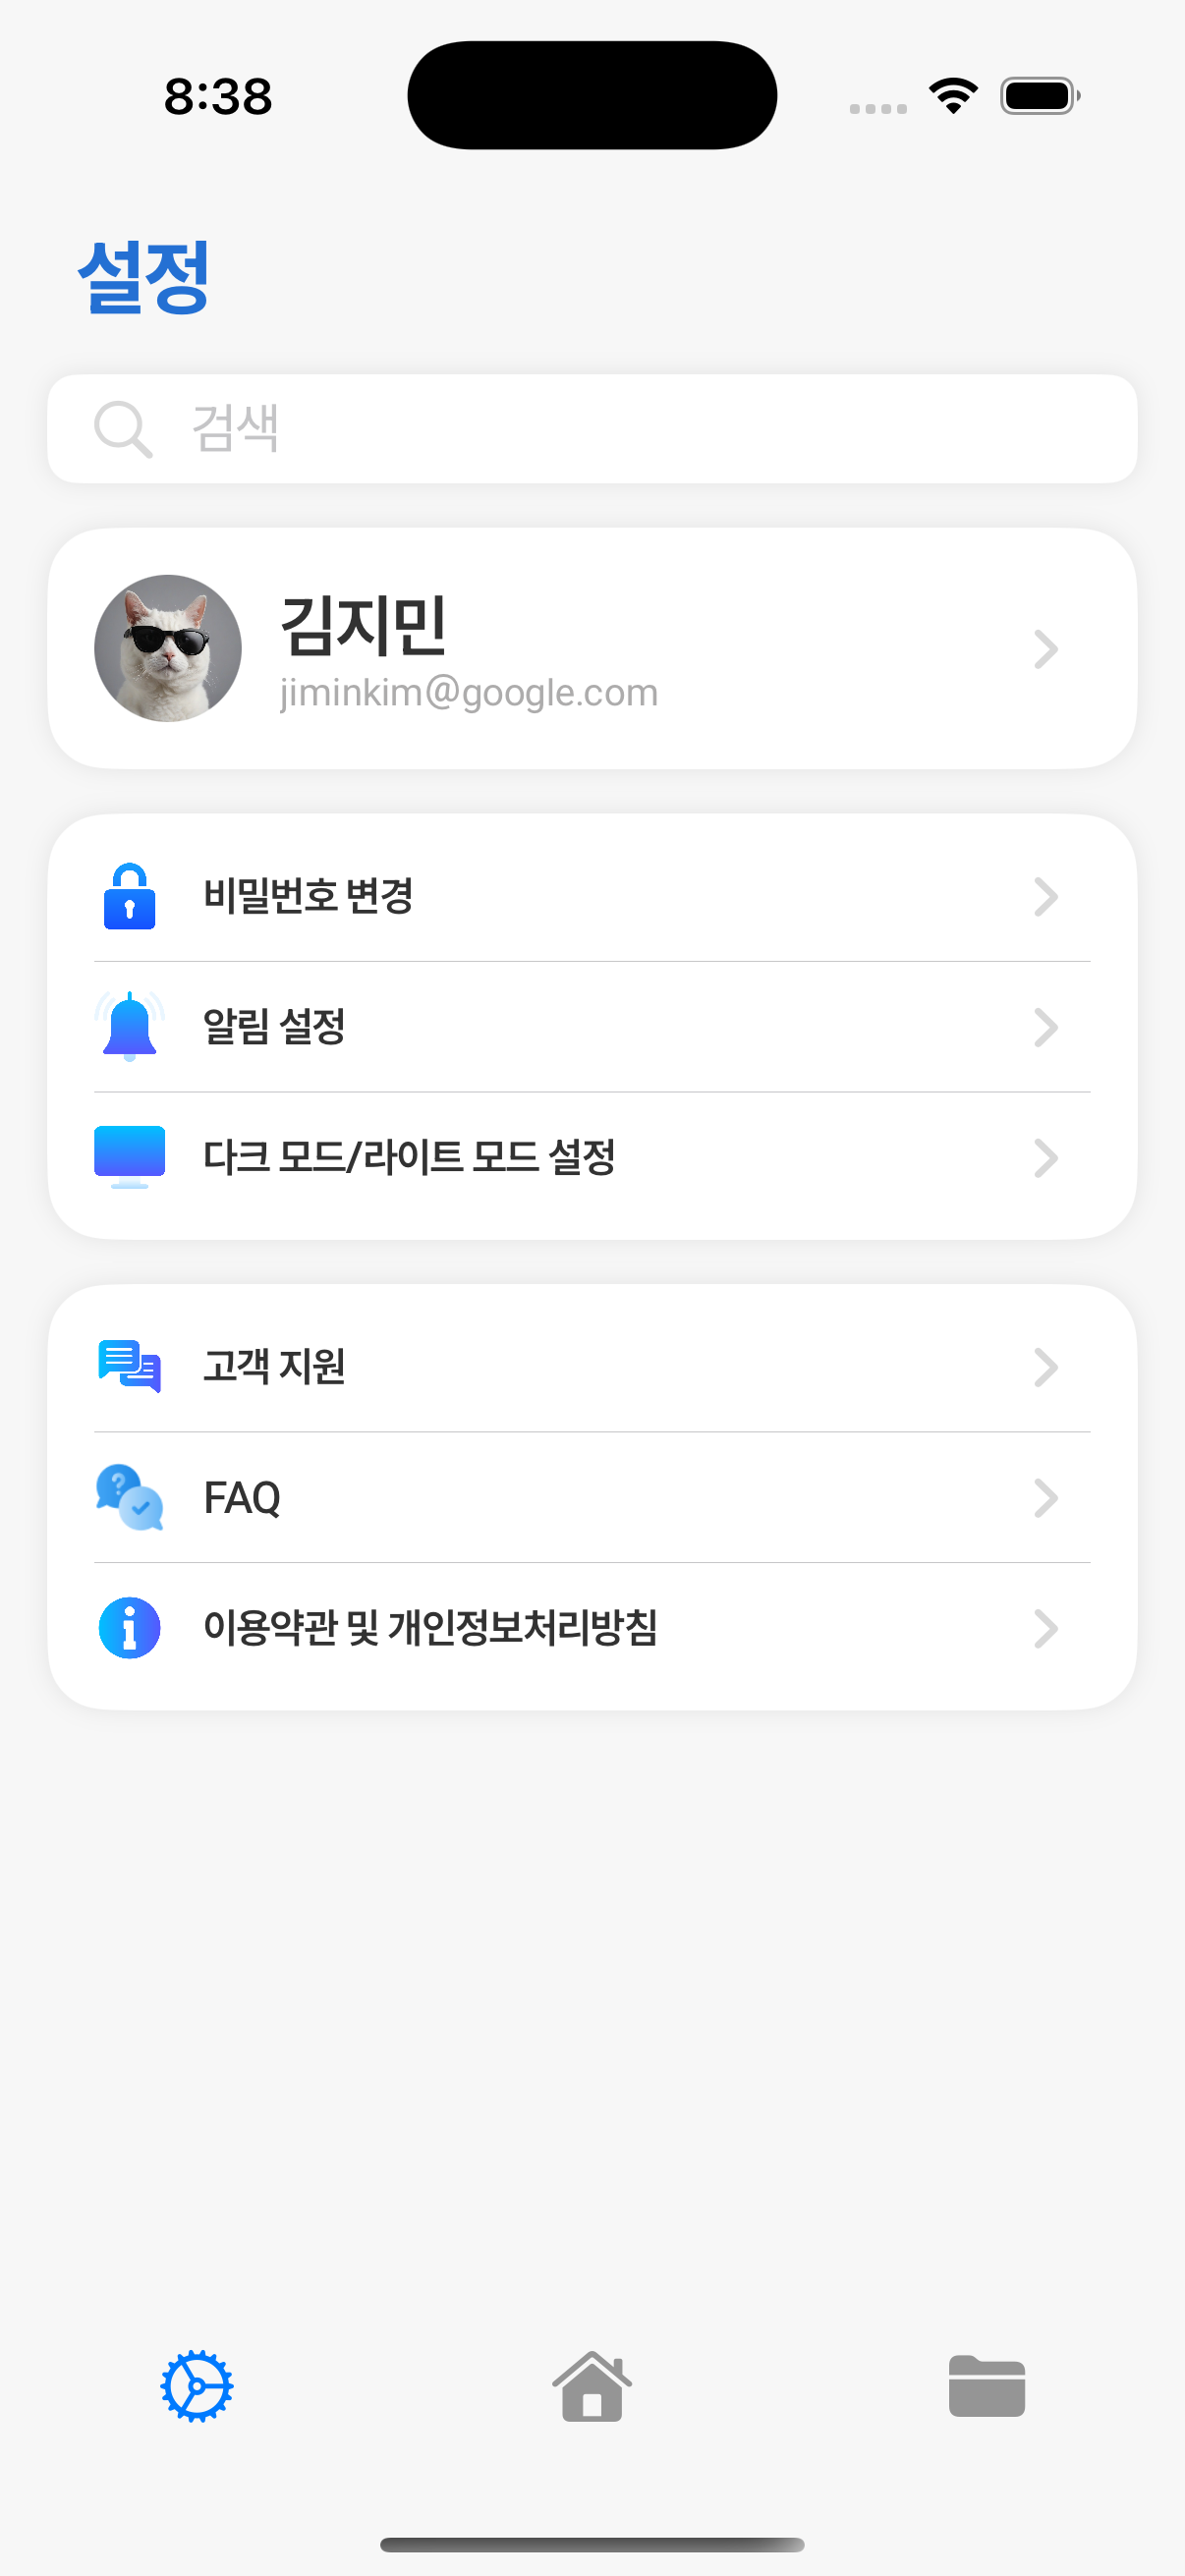 8:38
설정
검색
김지민
jiminkim@google.com
비밀번호 변경
알림 설정
다크 모드/라이트 모드 설정
고객 지원
FAQ
이용약관 및 개인정보처리방침